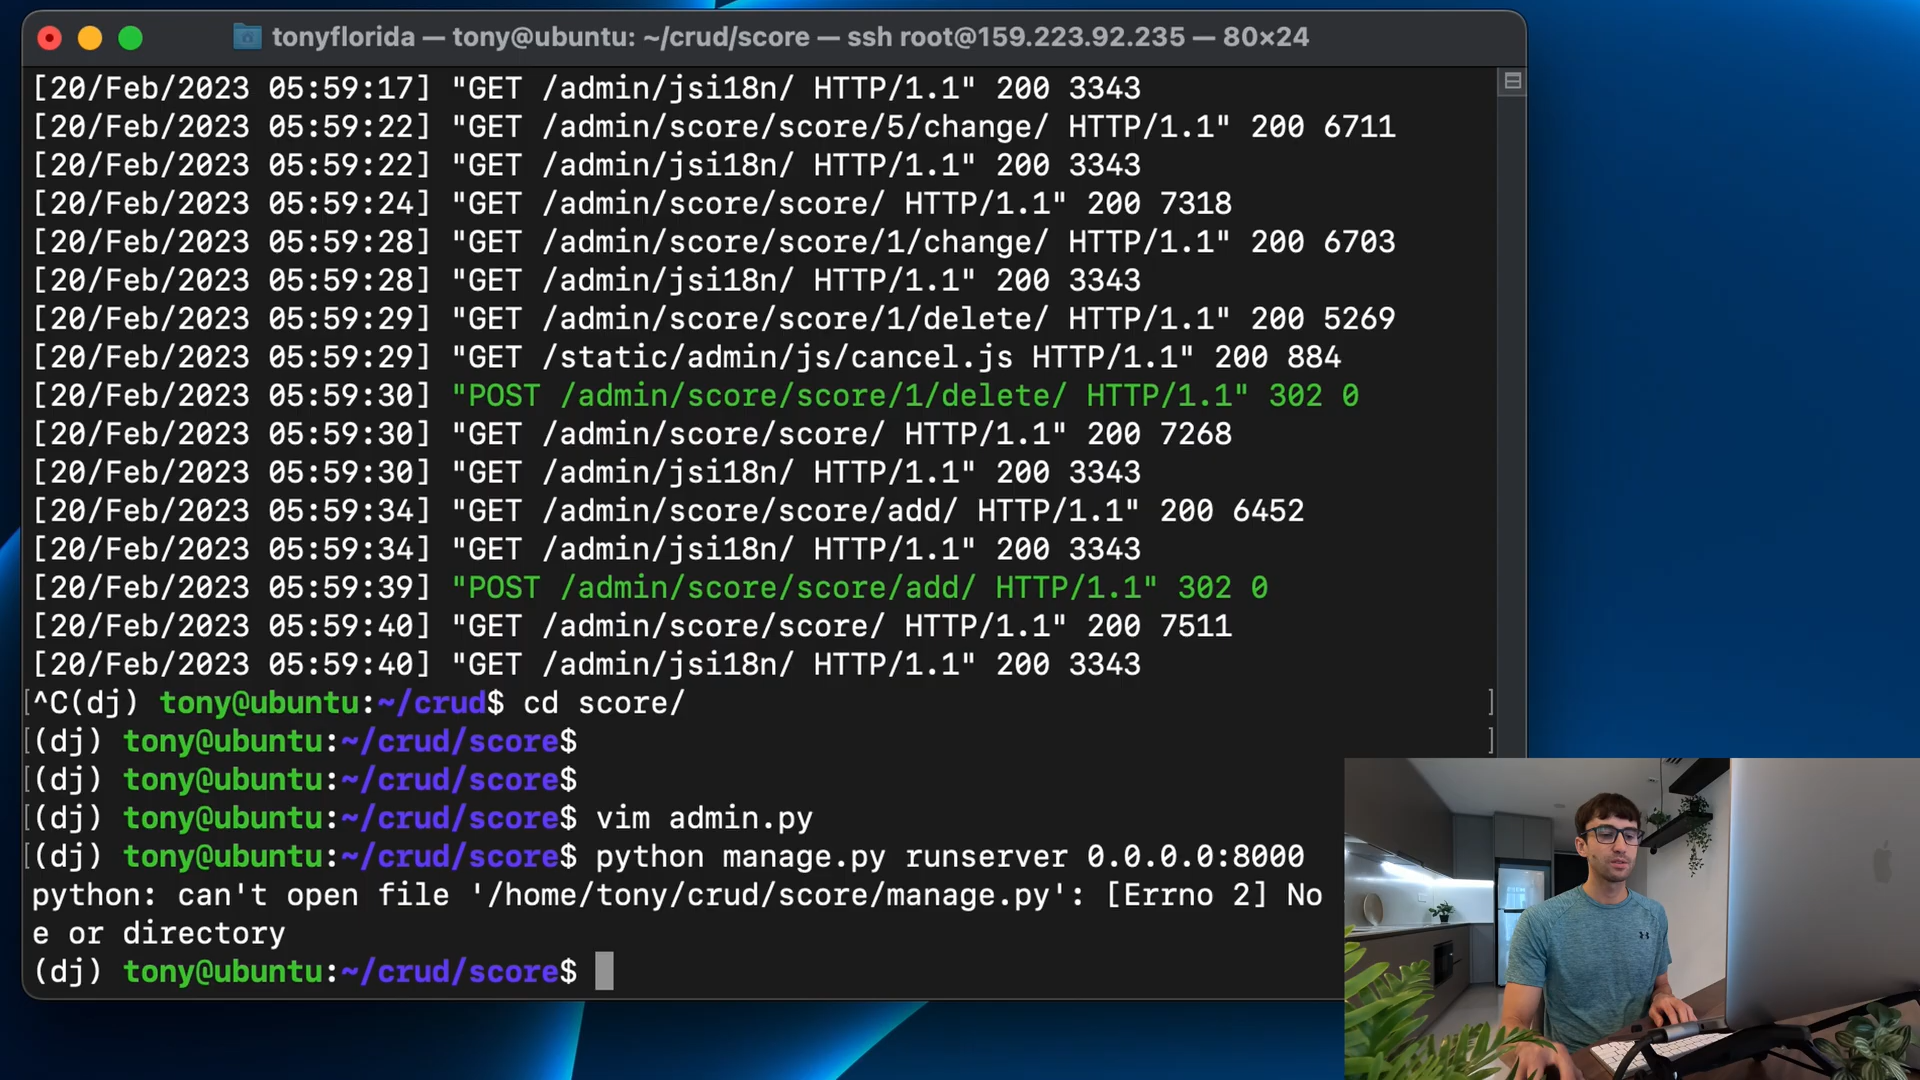 tonyflorida — tony@ubuntu: ~/crud/score — ssh root@159.223.92.235 — 80×24
[20/Feb/2023 05:59:17] "GET /admin/jsi18n/ HTTP/1.1" 200 3343
[20/Feb/2023 05:59:22] "GET /admin/score/score/5/change/ HTTP/1.1" 200 6711
[20/Feb/2023 05:59:22] "GET /admin/jsi18n/ HTTP/1.1" 200 3343
[20/Feb/2023 05:59:24] "GET /admin/score/score/ HTTP/1.1" 200 7318
[20/Feb/2023 05:59:28] "GET /admin/score/score/1/change/ HTTP/1.1" 200 6703
[20/Feb/2023 05:59:28] "GET /admin/jsi18n/ HTTP/1.1" 200 3343
[20/Feb/2023 05:59:29] "GET /admin/score/score/1/delete/ HTTP/1.1" 200 5269
[20/Feb/2023 05:59:29] "GET /static/admin/js/cancel.js HTTP/1.1" 200 884
[20/Feb/2023 05:59:30] "POST /admin/score/score/1/delete/ HTTP/1.1" 302 0
[20/Feb/2023 05:59:30] "GET /admin/score/score/ HTTP/1.1" 200 7268
[20/Feb/2023 05:59:30] "GET /admin/jsi18n/ HTTP/1.1" 200 3343
[20/Feb/2023 05:59:34] "GET /admin/score/score/add/ HTTP/1.1" 200 6452
[20/Feb/2023 05:59:34] "GET /admin/jsi18n/ HTTP/1.1" 200 3343
[20/Feb/2023 05:59:39] "POST /admin/score/score/add/ HTTP/1.1" 302 0
[20/Feb/2023 05:59:40] "GET /admin/score/score/ HTTP/1.1" 200 7511
[20/Feb/2023 05:59:40] "GET /admin/jsi18n/ HTTP/1.1" 200 3343
[^C(dj) tony@ubuntu:~/crud$ cd score/ ]
[(dj) tony@ubuntu:~/crud/score$ ]
[(dj) tony@ubuntu:~/crud/score$
[(dj) tony@ubuntu:~/crud/score$ vim admin.py
[(dj) tony@ubuntu:~/crud/score$ python manage.py runserver 0.0.0.0:8000
python: can't open file '/home/tony/crud/score/manage.py': [Errno 2] No
e or directory
(dj) tony@ubuntu:~/crud/score$